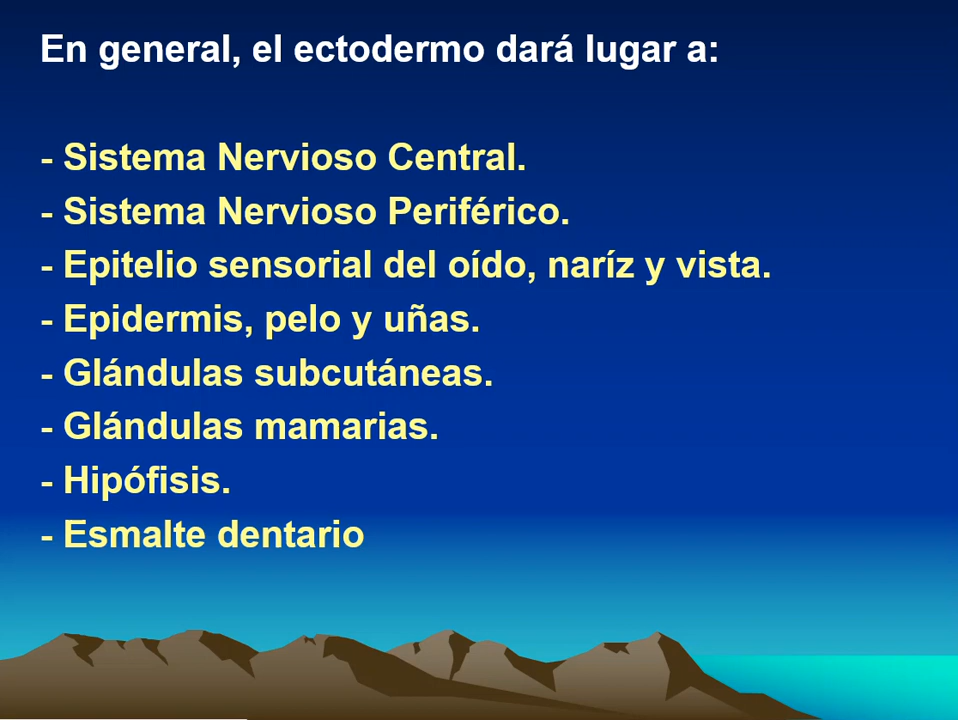 En general, el ectodermo dará lugar a:
- Sistema Nervioso Central.
- Sistema Nervioso Periférico.
- Epitelio sensorial del oído, naríz y vista.
- Epidermis, pelo y uñas.
- Glándulas subcutáneas.
- Glándulas mamarias.
- Hipófisis.
- Esmalte dentario